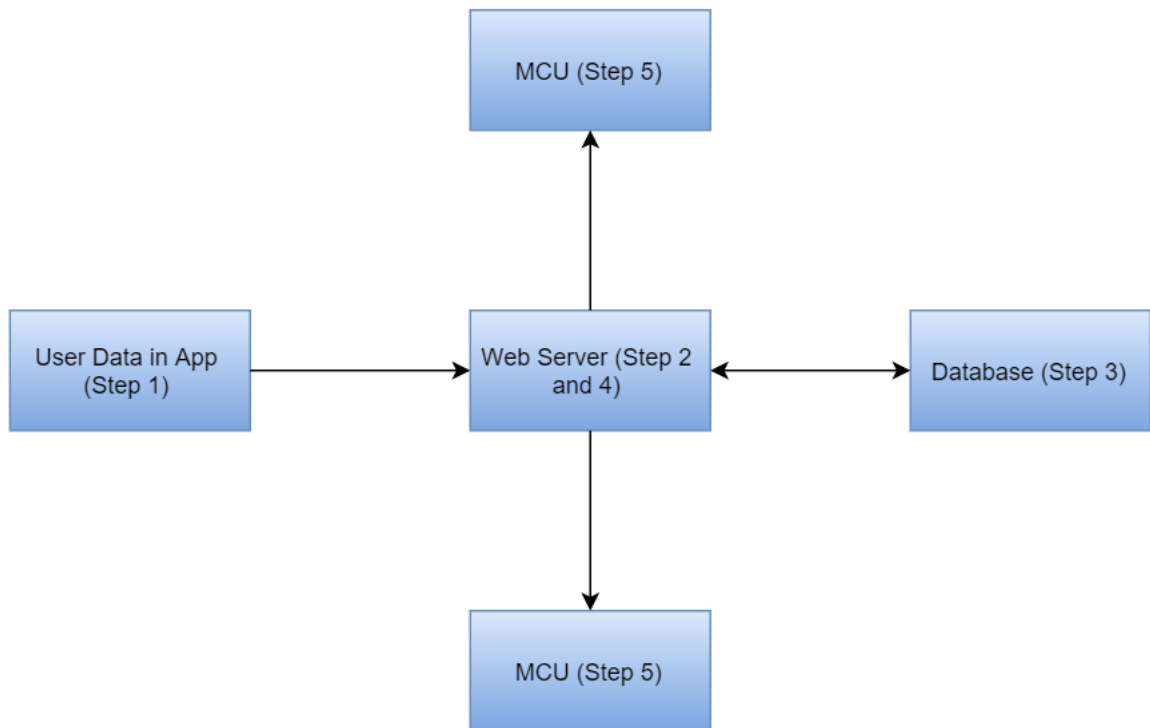 MCU (Step 5)
User Data in App
(Step 1)
Web Server (Step 2
and 4)
Database (Step 3)
MCU (Step 5)